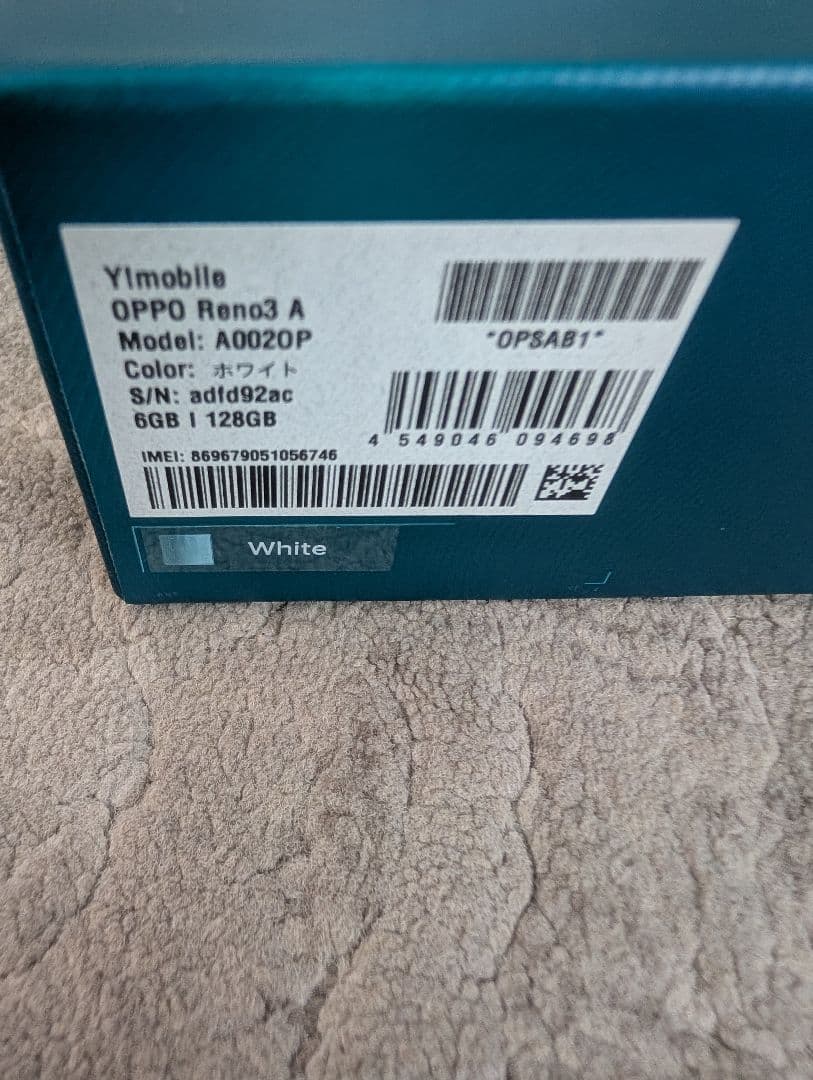 Y!mobile
OPPO Reno3 A
Model: A002OP
Color: ホワイト
S/N: adfd92ac
6GB | 128GB
*OPSAB1*
4 549046 094698
IMEI: 869679051056746
White